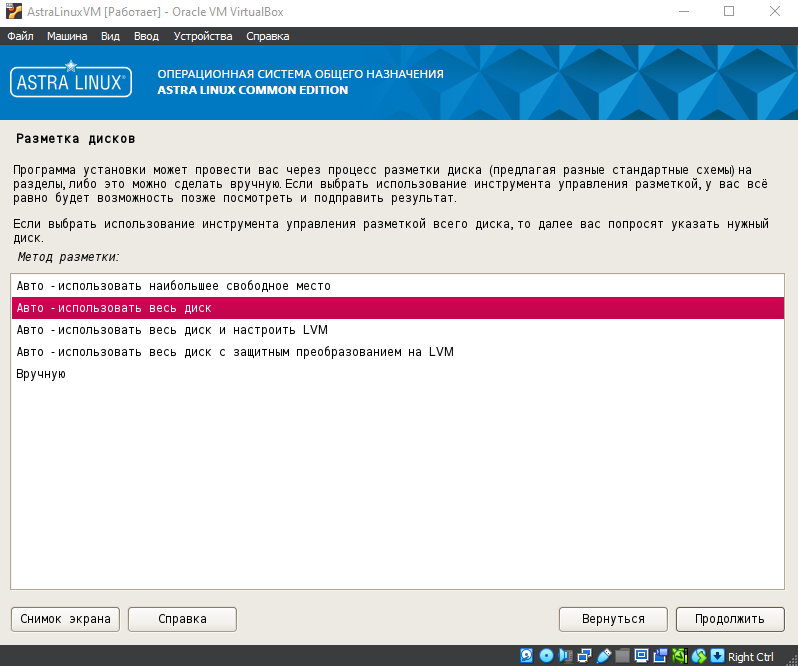 AstraLinuxVM [Работает] - Oracle VM VirtualBox
Файл Машина Вид Ввод Устройства Справка
ASTRA LINUX®
ОПЕРАЦИОННАЯ СИСТЕМА ОБЩЕГО НАЗНАЧЕНИЯ
ASTRA LINUX COMMON EDITION
Разметка дисков
Программа установки может провести вас через процесс разметки диска (предлагая разные стандартные схемы) на
разделы, либо это можно сделать вручную. Если выбрать использование инструмента управления разметкой, у вас всё
равно будет возможность позже посмотреть и подправить результат.
Если выбрать использование инструмента управления разметкой всего диска, то далее вас попросят указать нужный
диск.
Метод разметки:
Авто - использовать наибольшее свободное место
Авто - использовать весь диск
Авто - использовать весь диск и настроить LVM
Авто - использовать весь диск с защитным преобразованием на LVM
Вручную
Снимок экрана Справка Вернуться Продолжить
Right Ctrl